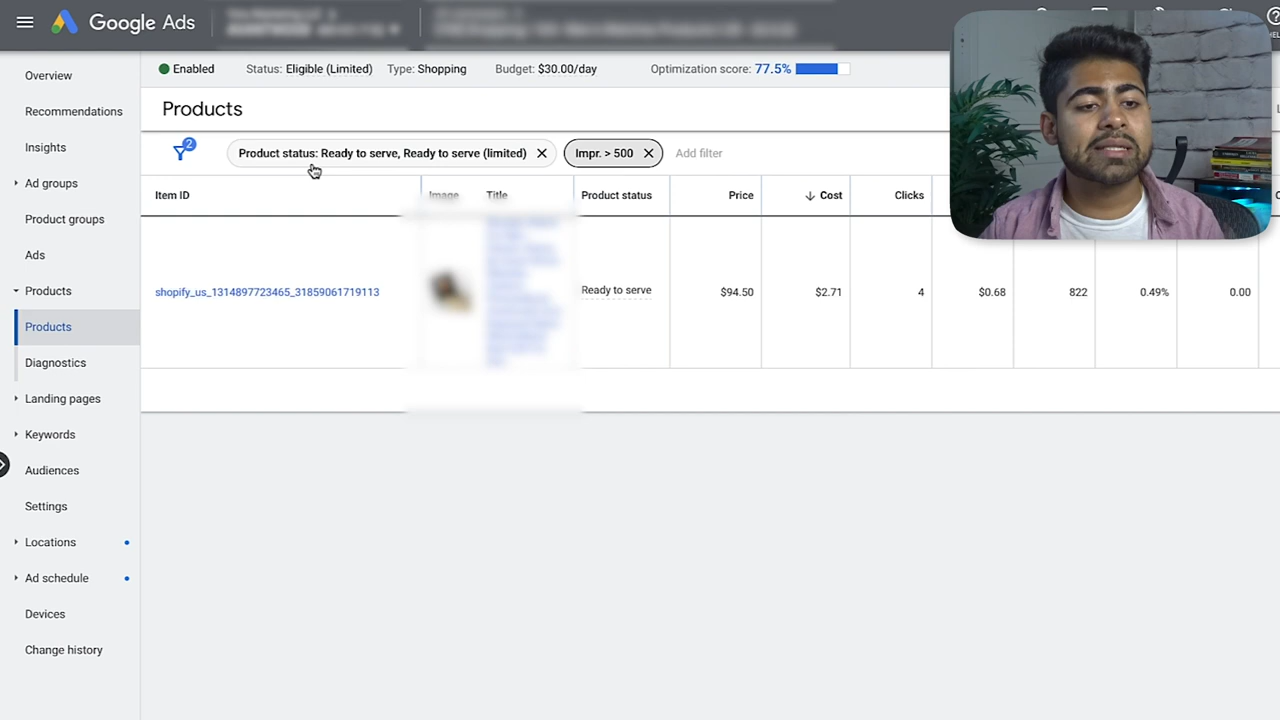 Google Ads
Enabled Status: Eligible (Limited) Type: Shopping Budget: $30.00/day Optimization score: 77.5%
Overview
Recommendations
Insights
Ad groups
Product groups
Ads
Products
Products
Diagnostics
Landing pages
Keywords
Audiences
Settings
Locations
Ad schedule
Devices
Change history
Products
2
Product status: Ready to serve, Ready to serve (limited) Impr. > 500 Add filter
Item ID Image Title Product status Price Cost Clicks
shopify_us_1314897723465_31859061719113 Ready to serve $94.50 $2.71 4 $0.68 822 0.49% 0.00